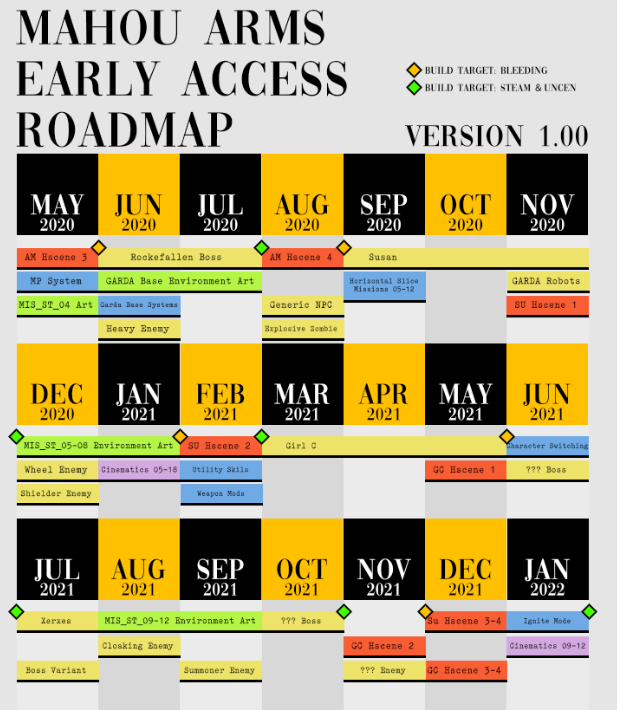 MAHOU ARMS
EARLY ACCESS
ROADMAP
BUILD TARGET: BLEEDING
BUILD TARGET: STEAM & UNCEN
VERSION 1.00
MAY JUN JUL AUG SEP OCT NOV
2020 2020 2020 2020 2020 2020 2020
AM Hscene 3 Rockefallen Boss AM Hscene 4 Susan
MP System GARDA Base Environment Art Horizontal Slice
Missions 05-12
GARDA Robots
MIS_ST_04 Art Garda Base Systems Generic NPC SU Hscene 1
Heavy Enemy Explosive Zombie
DEC JAN FEB MAR APR MAY JUN
2020 2021 2021 2021 2021 2021 2021
MIS_ST_05-08 Environment Art SU Hscene 2 Girl C Character Switching
Wheel Enemy Cinematics 05-18 Utility Skils GC Hscene 1 ??? Boss
Shielder Enemy Weapon Mods
JUL AUG SEP OCT NOV DEC JAN
2021 2021 2021 2021 2021 2021 2022
Xerxes MIS_ST_09-12 Environment Art ??? Boss Su Hscene 3-4 Ignite Mode
Cloaking Enemy GC Hscene 2 Cinematics 09-12
Boss Variant Summoner Enemy ??? Enemy GC Hscene 3-4